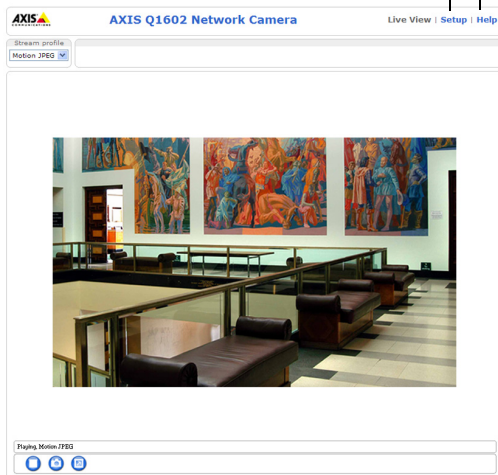 AXIS
COMMUNICATIONS
AXIS Q1602 Network Camera
Live View | Setup | Help
Stream profile
Motion JPEG
Playing, Motion JPEG